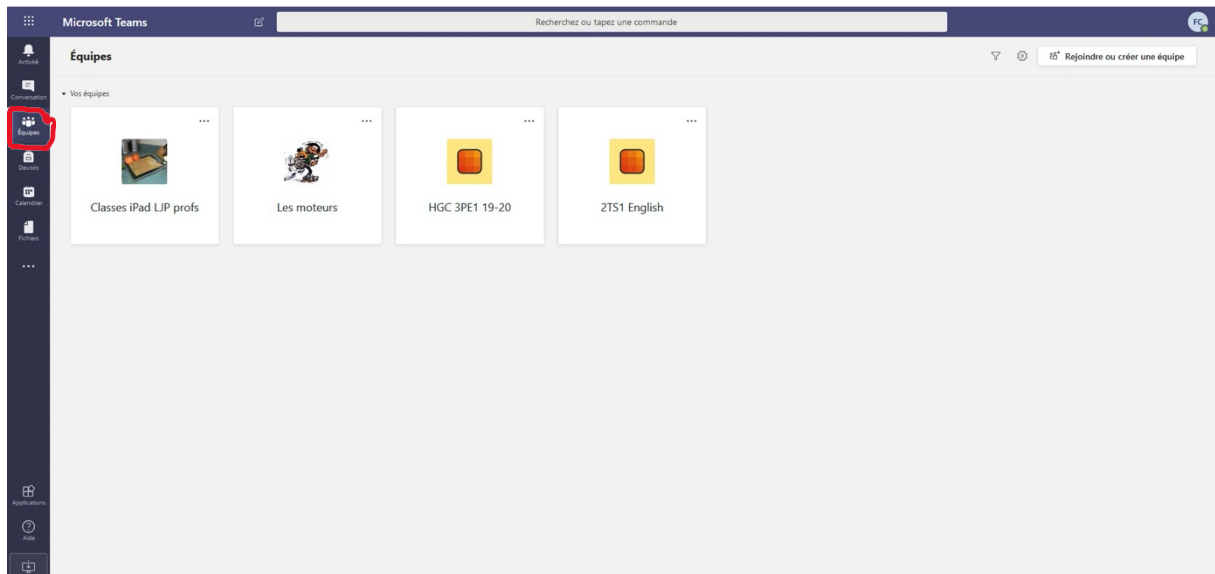 Microsoft Teams
Recherchez ou tapez une commande
FC
Activité
Conversation
Équipes
Devoirs
Calendrier
Fichiers
Applications
Aide
Équipes
Rejoindre ou créer une équipe
Vos équipes
Classes iPad LJP profs
Les moteurs
HGC 3PE1 19-20
2TS1 English